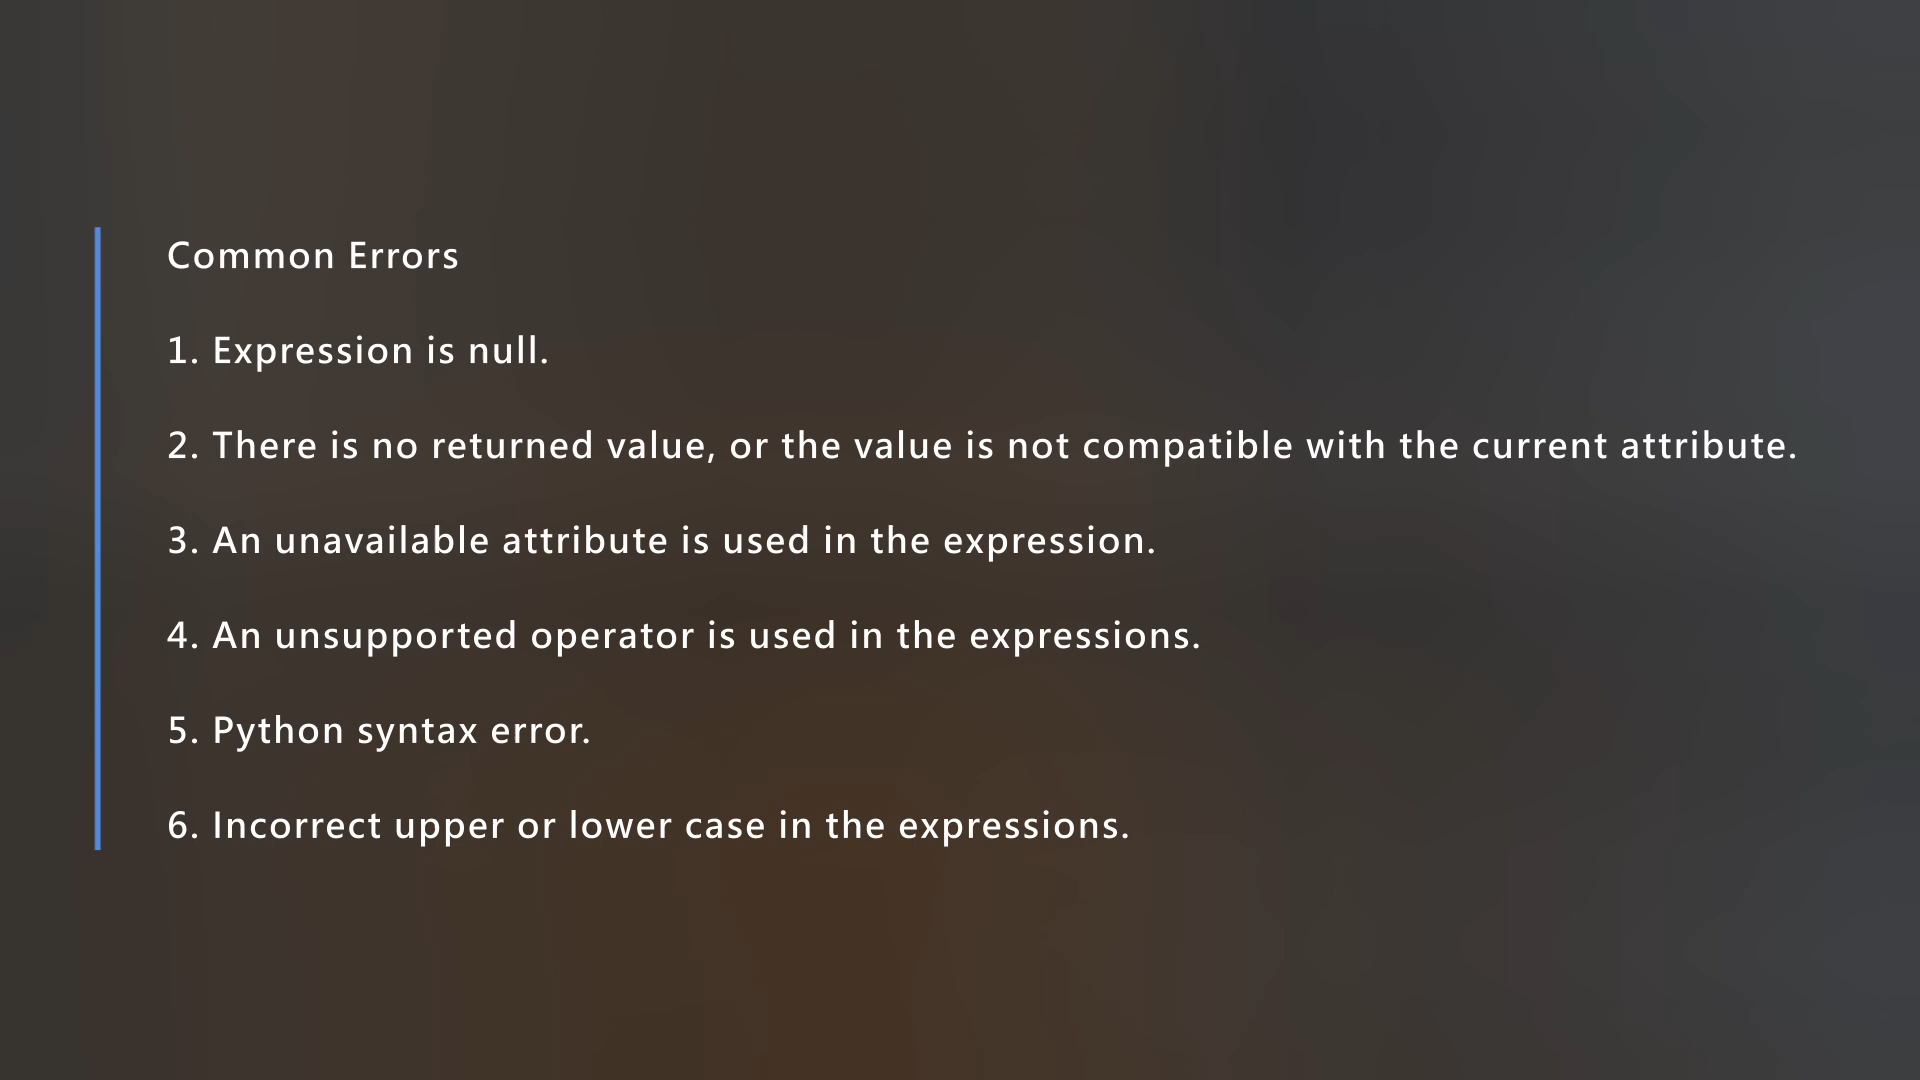 Common Errors
1. Expression is null.
2. There is no returned value, or the value is not compatible with the current attribute.
3. An unavailable attribute is used in the expression.
4. An unsupported operator is used in the expressions.
5. Python syntax error.
6. Incorrect upper or lower case in the expressions.